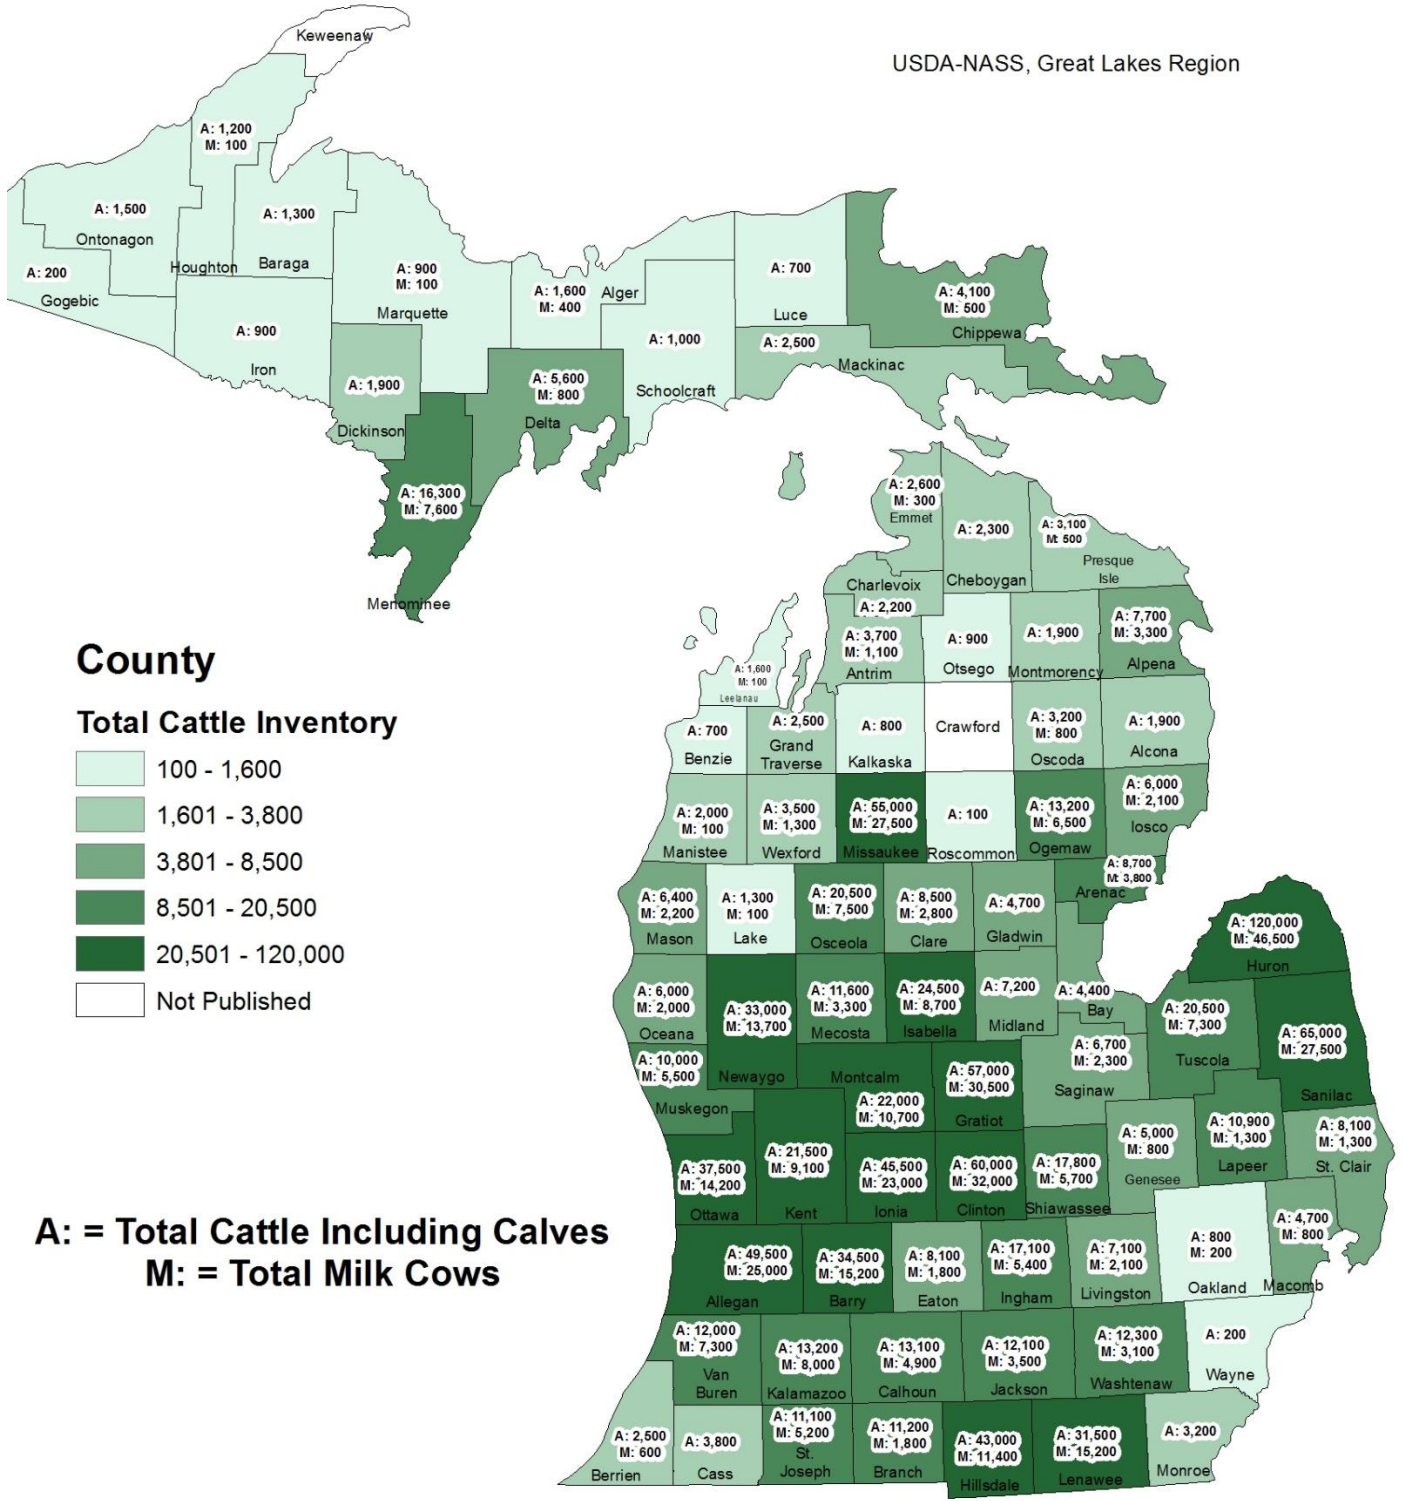 Keweenaw
USDA-NASS, Great Lakes Region
A: 1,200
M: 100
Houghton
A: 1,500
Ontonagon
A: 1,300
Baraga
A: 200
Gogebic
A: 900
M: 100
Marquette
A: 1,600
M: 400
Alger
A: 700
Luce
A: 4,100
M: 500
Chippewa
A: 900
Iron
A: 1,000
Schoolcraft
A: 2,500
Mackinac
A: 1,900
Dickinson
A: 5,600
M: 800
Delta
A: 16,300
M: 7,600
Menominee
A: 2,600
M: 300
Emmet
A: 2,300
Cheboygan
A: 3,100
M: 500
Presque
Isle
Charlevoix
A: 2,200
A: 3,700
M: 1,100
Antrim
A: 900
Otsego
A: 1,900
Montmorency
A: 7,700
M: 3,300
Alpena
A: 1,600
M: 100
Leelanau
A: 700
Benzie
A: 2,500
Grand
Traverse
A: 800
Kalkaska
Crawford
A: 3,200
M: 800
Oscoda
A: 1,900
Alcona
A: 2,000
M: 100
Manistee
A: 3,500
M: 1,300
Wexford
A: 55,000
M: 27,500
Missaukee
A: 100
Roscommon
A: 13,200
M: 6,500
Ogemaw
A: 6,000
M: 2,100
Iosco
A: 8,700
M: 3,800
Arenac
A: 6,400
M: 2,200
Mason
A: 1,300
M: 100
Lake
A: 20,500
M: 7,500
Osceola
A: 8,500
M: 2,800
Clare
A: 4,700
Gladwin
A: 120,000
M: 46,500
Huron
A: 6,000
M: 2,000
Oceana
A: 33,000
M: 13,700
Newaygo
A: 11,600
M: 3,300
Mecosta
A: 24,500
M: 8,700
Isabella
A: 7,200
Midland
A: 4,400
Bay
A: 20,500
M: 7,300
Tuscola
A: 65,000
M: 27,500
Sanilac
A: 10,000
M: 5,500
Muskegon
Montcalm
A: 22,000
M: 10,700
A: 57,000
M: 30,500
Gratiot
A: 6,700
M: 2,300
Saginaw
A: 37,500
M: 14,200
Ottawa
A: 21,500
M: 9,100
Kent
A: 45,500
M: 23,000
Ionia
A: 60,000
M: 32,000
Clinton
A: 17,800
M: 5,700
Shiawassee
A: 5,000
M: 800
Genesee
A: 10,900
M: 1,300
Lapeer
A: 8,100
M: 1,300
St. Clair
A: 49,500
M: 25,000
Allegan
A: 34,500
M: 15,200
Barry
A: 8,100
M: 1,800
Eaton
A: 17,100
M: 5,400
Ingham
A: 7,100
M: 2,100
Livingston
A: 800
M: 200
Oakland
A: 4,700
M: 800
Macomb
A: 12,000
M: 7,300
Van
Buren
A: 13,200
M: 8,000
Kalamazoo
A: 13,100
M: 4,900
Calhoun
A: 12,100
M: 3,500
Jackson
A: 12,300
M: 3,100
Washtenaw
A: 200
Wayne
A: 2,500
M: 600
Berrien
A: 3,800
Cass
A: 11,100
M: 5,200
St.
Joseph
A: 11,200
M: 1,800
Branch
A: 43,000
M: 11,400
Hillsdale
A: 31,500
M: 15,200
Lenawee
A: 3,200
Monroe
County
Total Cattle Inventory
100 - 1,600
1,601 - 3,800
3,801 - 8,500
8,501 - 20,500
20,501 - 120,000
Not Published
A: = Total Cattle Including Calves
M: = Total Milk Cows